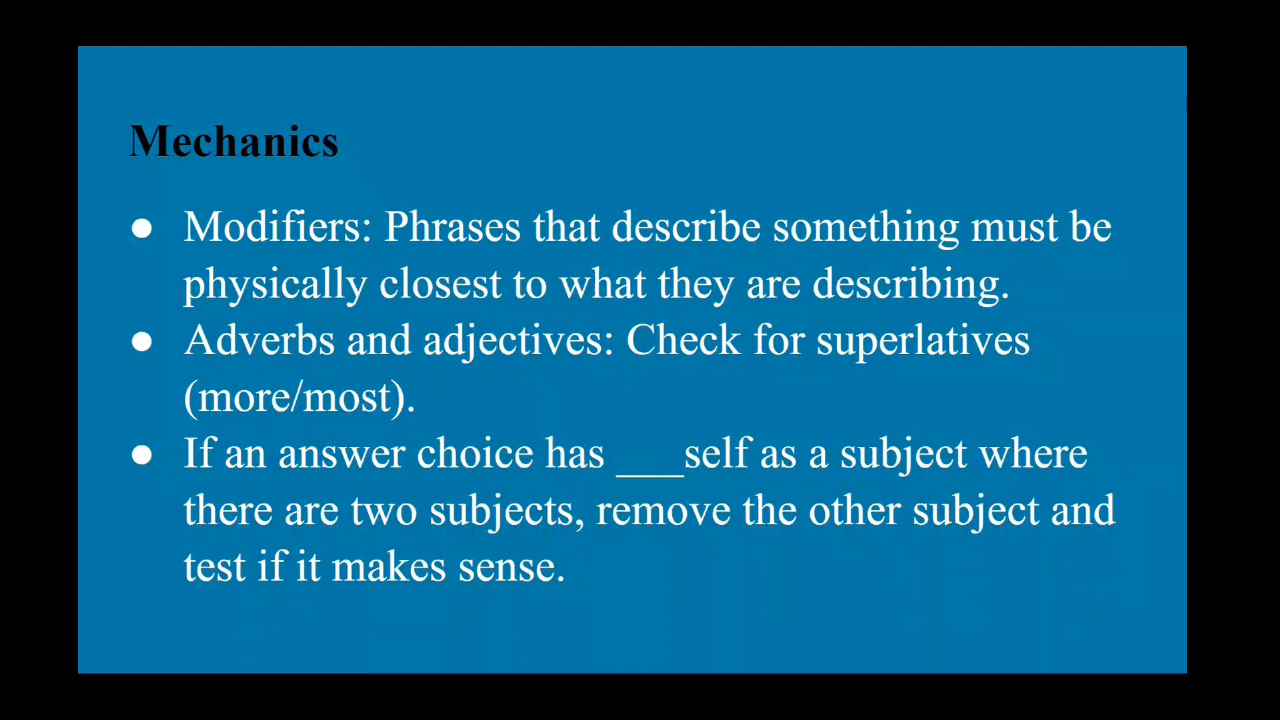 Mechanics
● Modifiers: Phrases that describe something must be
physically closest to what they are describing.
● Adverbs and adjectives: Check for superlatives
(more/most).
● If an answer choice has ___self as a subject where
there are two subjects, remove the other subject and
test if it makes sense.